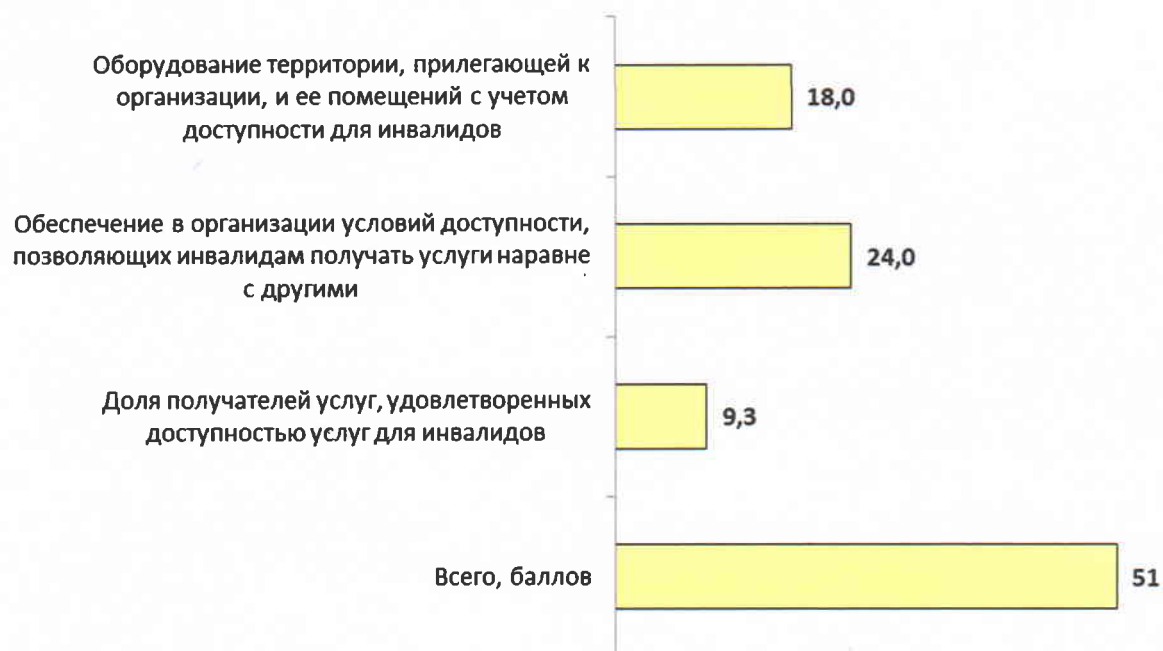 Оборудование территории, прилегающей к
организации, и ее помещений с учетом
доступности для инвалидов
18,0
Обеспечение в организации условий доступности,
позволяющих инвалидам получать услуги наравне
с другими
24,0
Доля получателей услуг, удовлетворенных
доступностью услуг для инвалидов
9,3
Всего, баллов
51